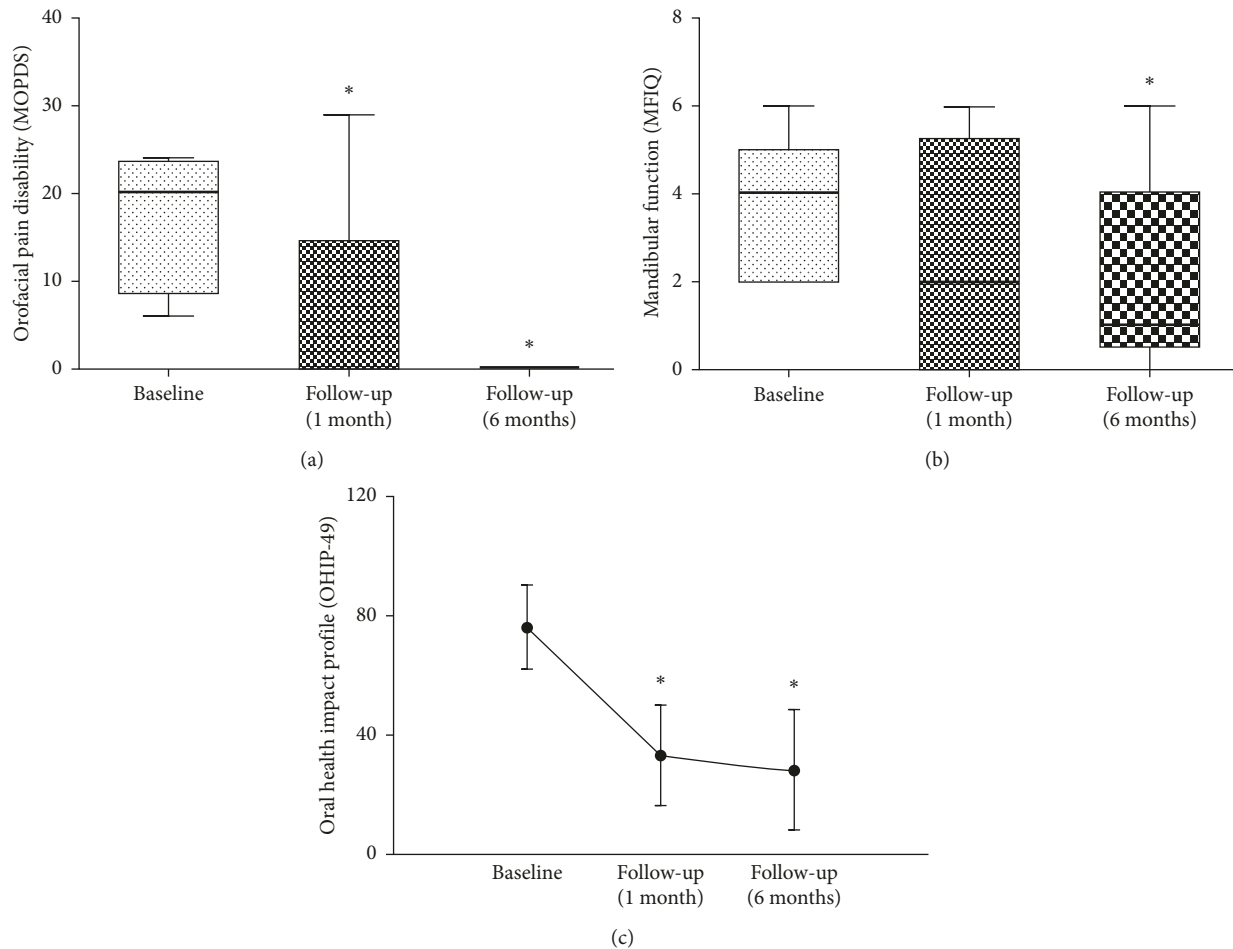 Orofacial pain disability (MOPDS)
40
30
20
10
0
*
*
Baseline
Follow-up
(1 month)
Follow-up
(6 months)
(a)
Mandibular function (MFIQ)
8
6
4
2
0
*
Baseline
Follow-up
(1 month)
Follow-up
(6 months)
(b)
Oral health impact profile (OHIP-49)
120
80
40
0
*
*
Baseline
Follow-up
(1 month)
Follow-up
(6 months)
(c)